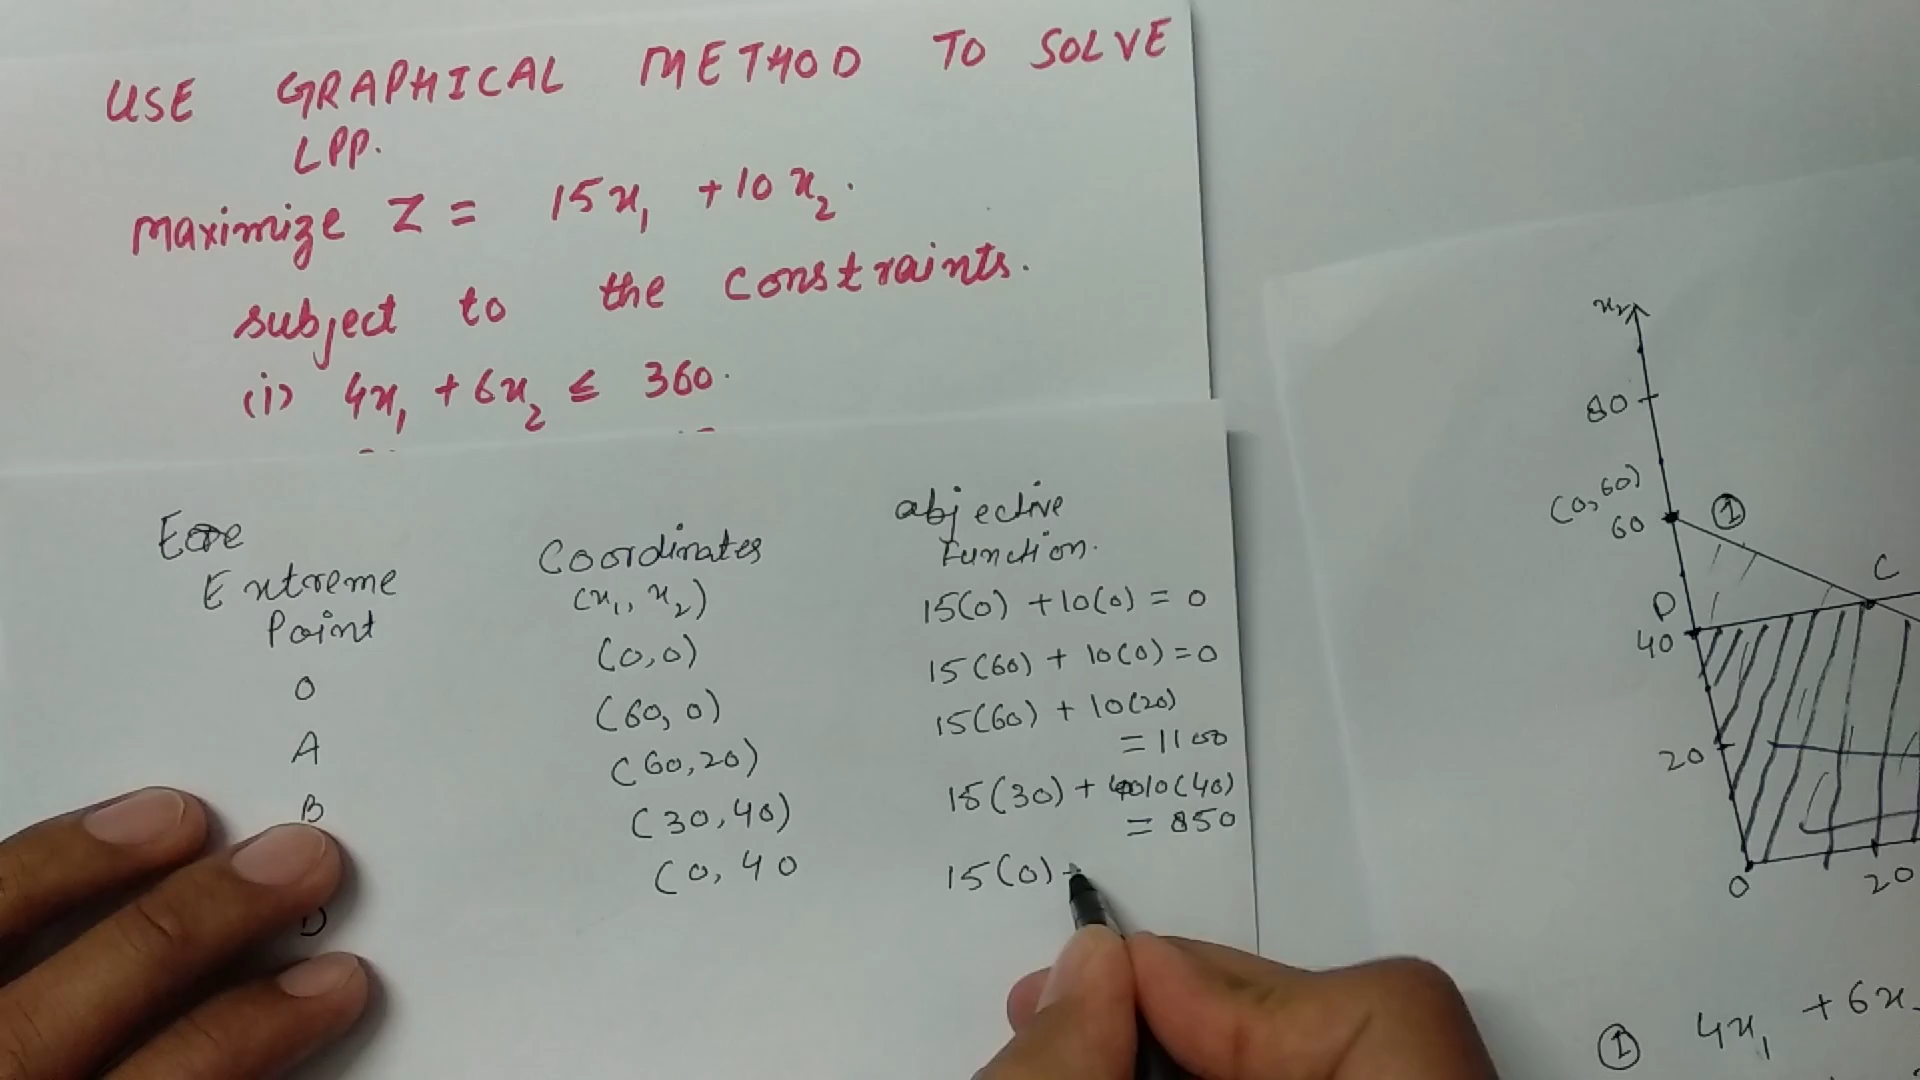 USE GRAPHICAL METHOD TO SOLVE
LPP.
Maximize Z = 15x₁ + 10x₂.
subject to the constraints.
(i) 4x₁ + 6x₂ ≤ 360.
Extreme
Point
Coordinates
(x₁, x₂)
abjective
Function.
O
(0,0)
15(0) + 10(0) = 0
A
(60,0)
15(60) + 10(0) = 0
B
(60,20)
15(60) + 10(20)
= 1100
(30,40)
15(30) + 10(40)
= 850
D
(0, 40
15(0) +
x₂
80
(0,60)
60
1
C
D
40
20
0
20
1 4x₁ + 6x